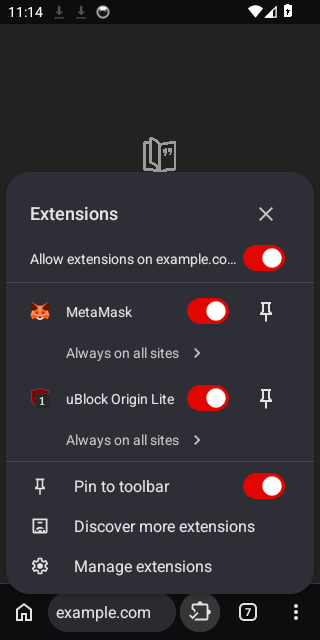 11:14
Extensions
Allow extensions on example.co...
MetaMask
Always on all sites
1
uBlock Origin Lite
Always on all sites
Pin to toolbar
Discover more extensions
Manage extensions
example.com
7